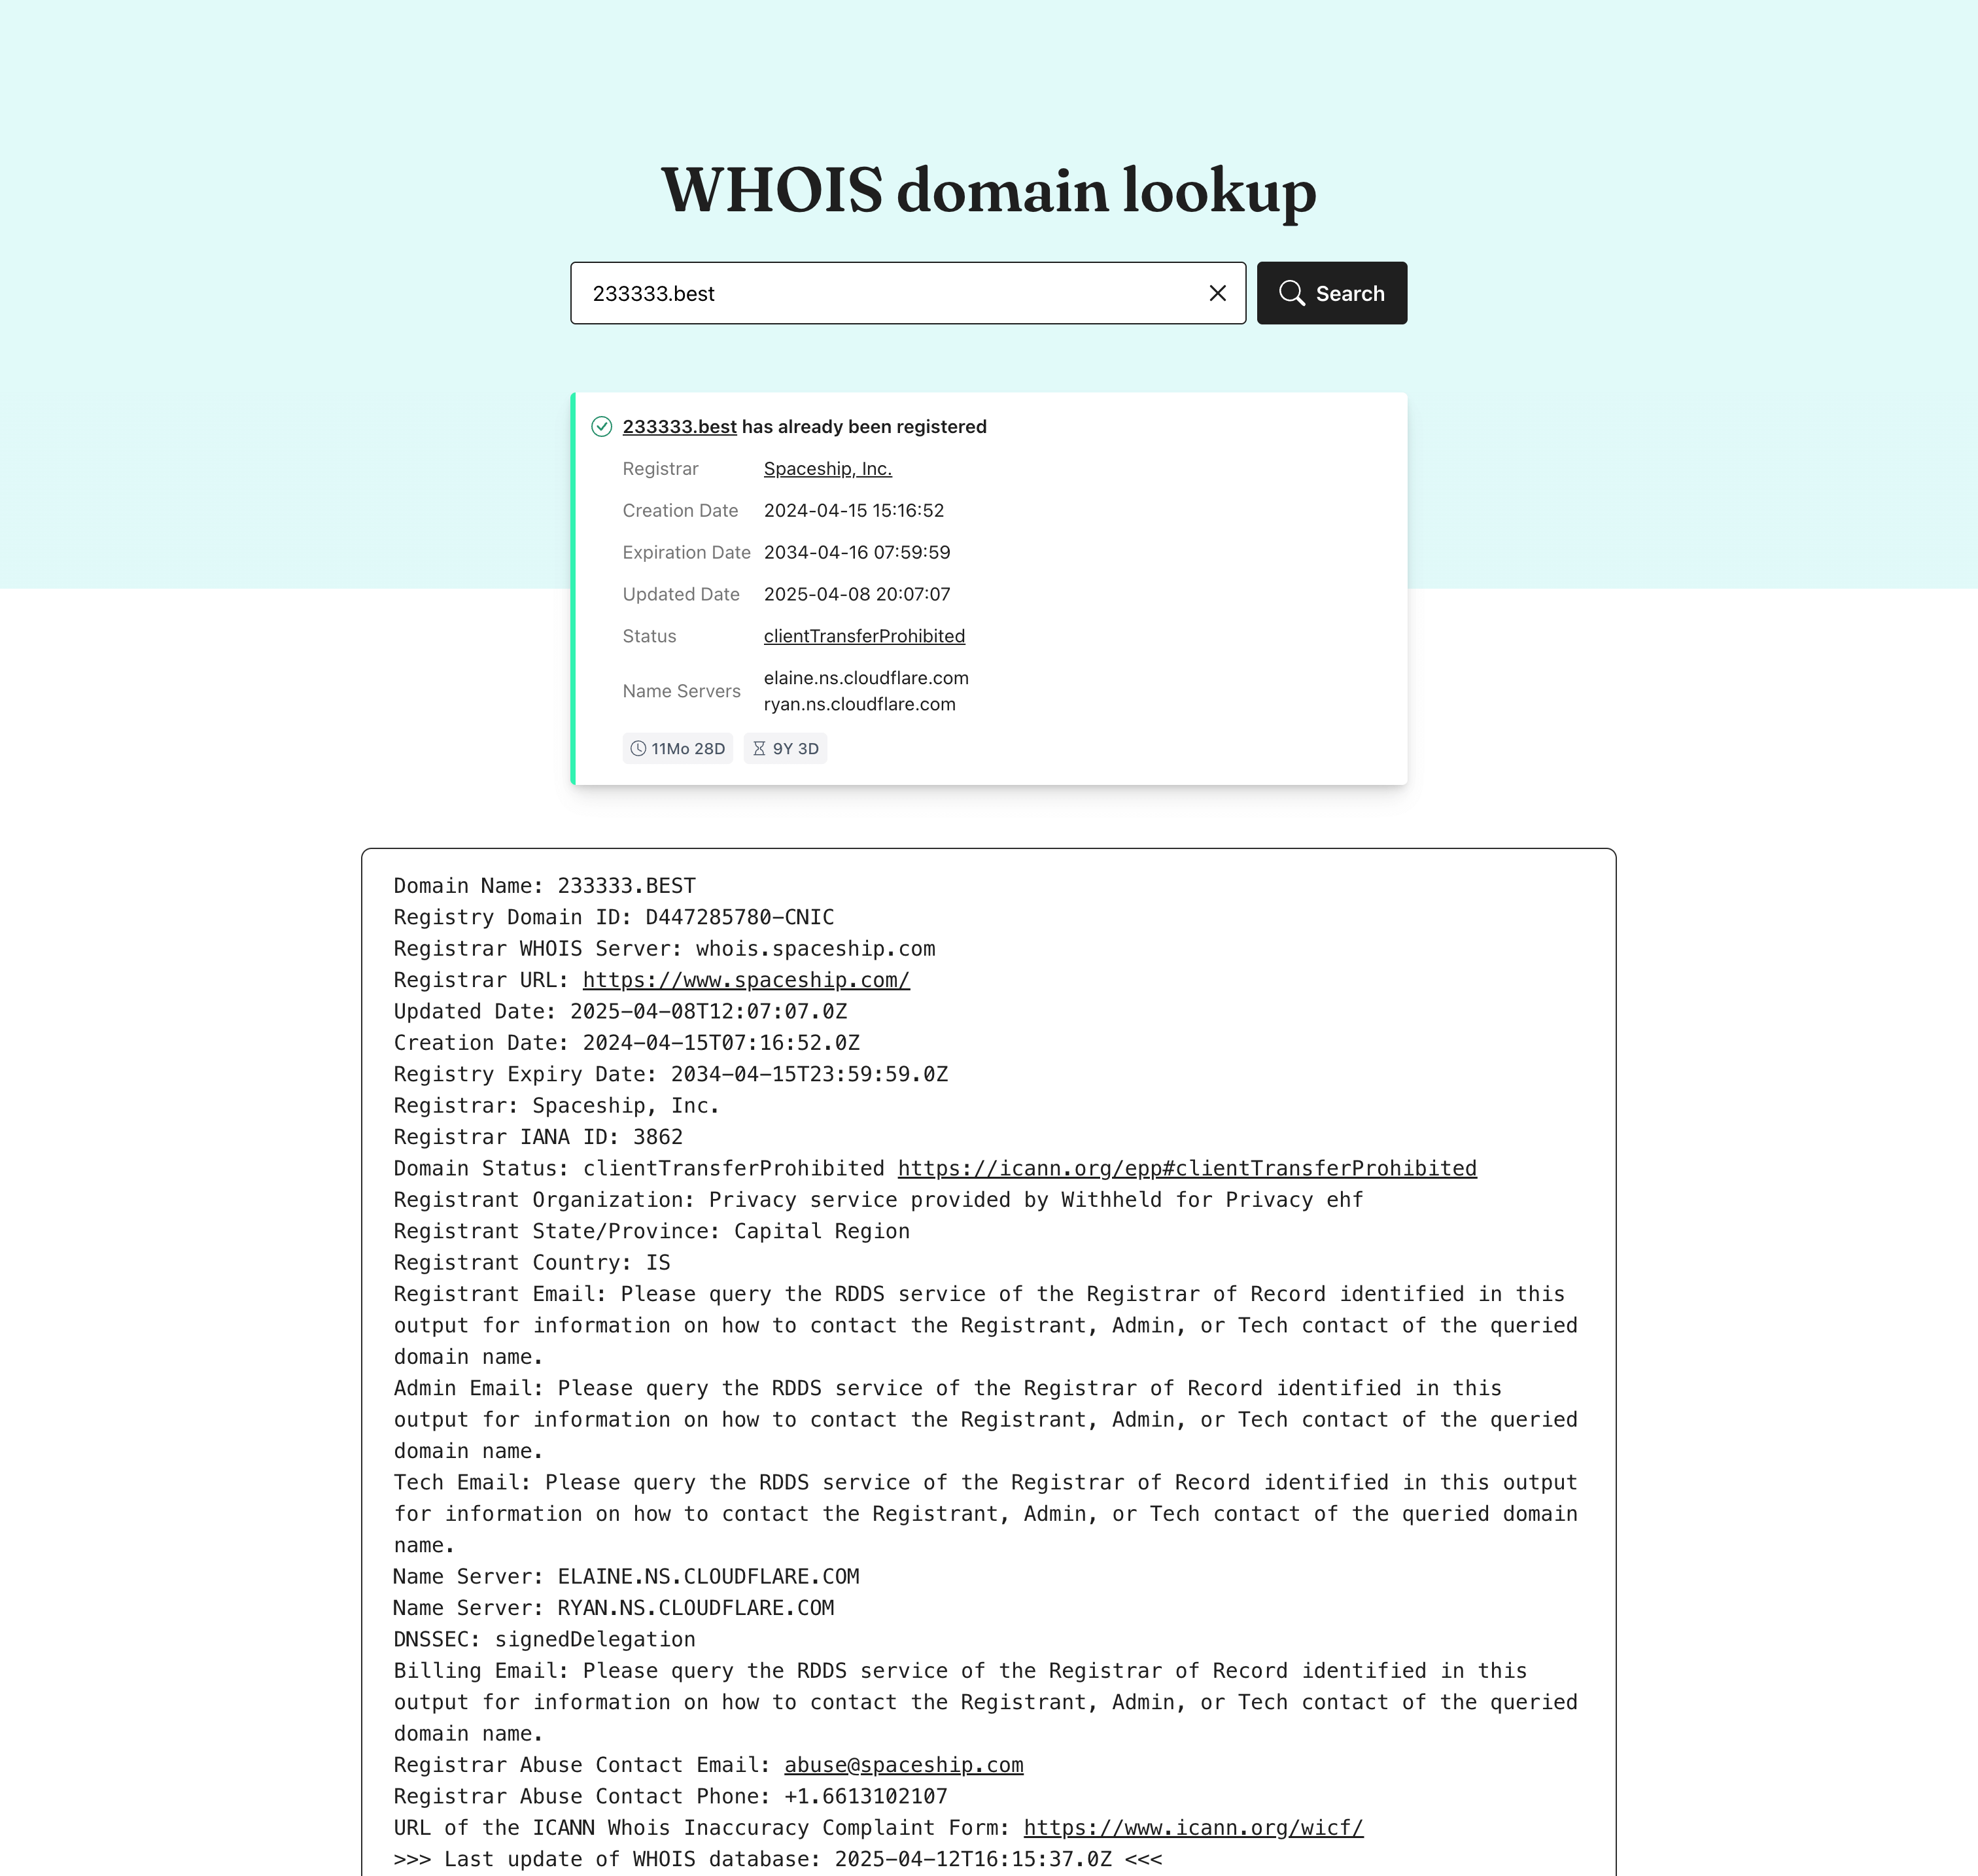 WHOIS domain lookup
233333.best
Search
233333.best has already been registered
Registrar Spaceship, Inc.
Creation Date 2024-04-15 15:16:52
Expiration Date 2034-04-16 07:59:59
Updated Date 2025-04-08 20:07:07
Status clientTransferProhibited
Name Servers elaine.ns.cloudflare.com
ryan.ns.cloudflare.com
11Mo 28D 9Y 3D
Domain Name: 233333.BEST
Registry Domain ID: D447285780-CNIC
Registrar WHOIS Server: whois.spaceship.com
Registrar URL: https://www.spaceship.com/
Updated Date: 2025-04-08T12:07:07.0Z
Creation Date: 2024-04-15T07:16:52.0Z
Registry Expiry Date: 2034-04-15T23:59:59.0Z
Registrar: Spaceship, Inc.
Registrar IANA ID: 3862
Domain Status: clientTransferProhibited https://icann.org/epp#clientTransferProhibited
Registrant Organization: Privacy service provided by Withheld for Privacy ehf
Registrant State/Province: Capital Region
Registrant Country: IS
Registrant Email: Please query the RDDS service of the Registrar of Record identified in this
output for information on how to contact the Registrant, Admin, or Tech contact of the queried
domain name.
Admin Email: Please query the RDDS service of the Registrar of Record identified in this
output for information on how to contact the Registrant, Admin, or Tech contact of the queried
domain name.
Tech Email: Please query the RDDS service of the Registrar of Record identified in this output
for information on how to contact the Registrant, Admin, or Tech contact of the queried domain
name.
Name Server: ELAINE.NS.CLOUDFLARE.COM
Name Server: RYAN.NS.CLOUDFLARE.COM
DNSSEC: signedDelegation
Billing Email: Please query the RDDS service of the Registrar of Record identified in this
output for information on how to contact the Registrant, Admin, or Tech contact of the queried
domain name.
Registrar Abuse Contact Email: abuse@spaceship.com
Registrar Abuse Contact Phone: +1.6613102107
URL of the ICANN Whois Inaccuracy Complaint Form: https://www.icann.org/wicf/
>>> Last update of WHOIS database: 2025-04-12T16:15:37.0Z <<<